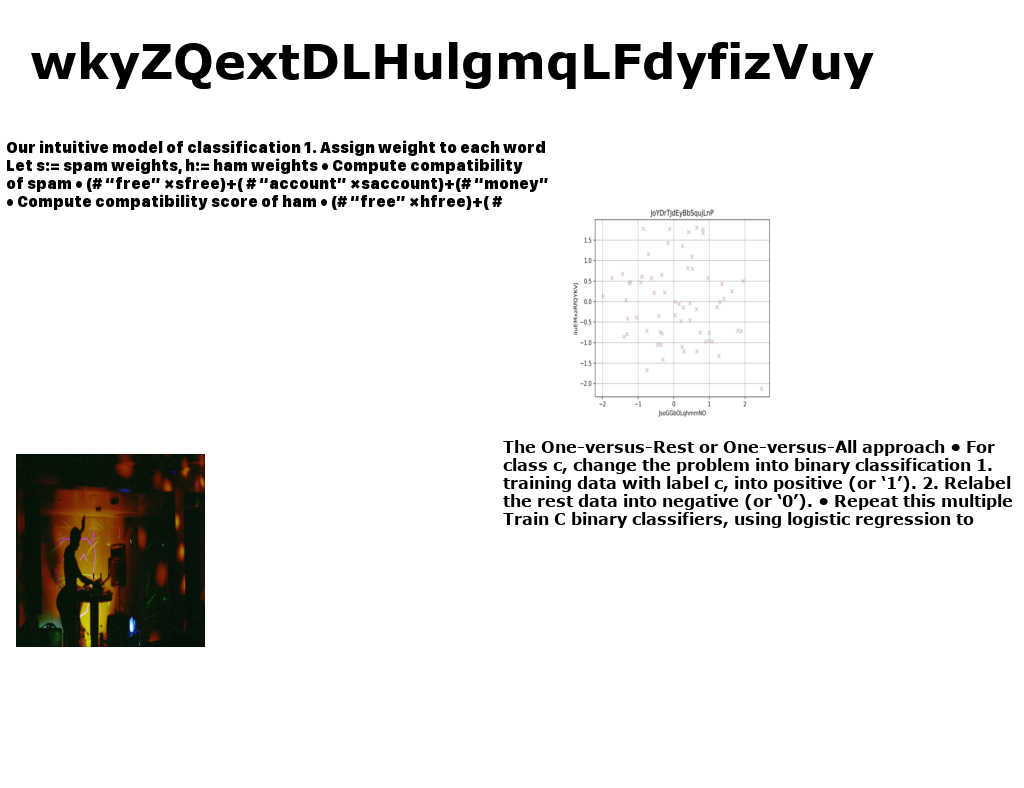 wkyZQextDLHulgmqLFdyfizVuy
Our intuitive model of classification 1. Assign weight to each word
Let s:= spam weights, h:= ham weights • Compute compatibility
of spam • (# “free” ×sfree)+( # “account” ×saccount)+(# “money”
• Compute compatibility score of ham • (# “free” ×hfree)+( #
JoYDrTjdEyBbSqujLnP
1.5
1.0
0.5
0.0
−0.5
−1.0
−1.5
−2.0
−2 −1 0 1 2
JsoGGbOLqhmmNO
The One-versus-Rest or One-versus-All approach • For
class c, change the problem into binary classification 1.
training data with label c, into positive (or ‘1’). 2. Relabel
the rest data into negative (or ‘0’). • Repeat this multiple
Train C binary classifiers, using logistic regression to